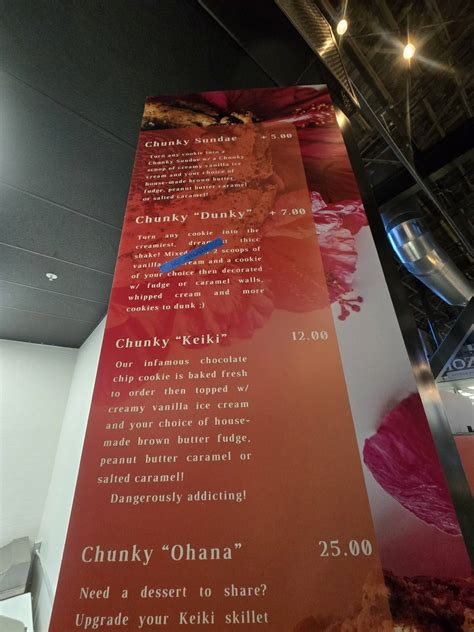 Chunky Sundae + 5.00
Turn any cookie into a
Chunky Sundae w/a Chunky
scoop of creamy vanilla ice
cream and your choice of
house-made brown butter
fudge, peanut butter caramel
or salted caramel!
Chunky “Dunky” + 7.00
Turn any cookie into the
creamiest, thicc
shake! Mixed 2 scoops of
vanilla cream and a cookie
of your choice then decorated
w/ fudge or caramel walls,
whipped cream and more
cookies to dunk ;)
Chunky “Keiki” 12.00
Our infamous chocolate
chip cookie is baked fresh
to order then topped w/
creamy vanilla ice cream
and your choice of house-
made brown butter fudge,
peanut butter caramel or
salted caramel!
Dangerously addicting!
Chunky “Ohana” 25.00
Need a dessert to share?
Upgrade your Keiki skillet